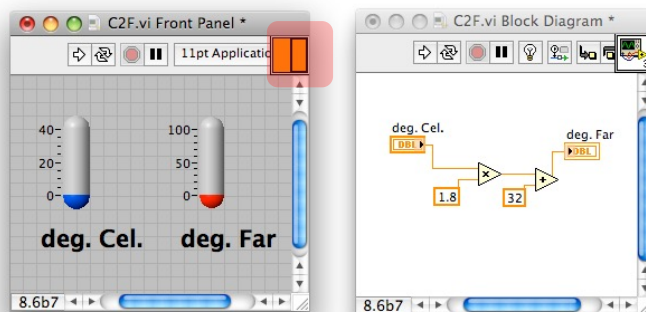 C2F.vi Front Panel *
11pt Applicatio
40-
20-
0-
100-
50-
0-
deg. Cel.
deg. Far
8.6b7
C2F.vi Block Diagram *
deg. Cel.
DBL
deg. Far
DBL
x
+
1.8
32
8.6b7